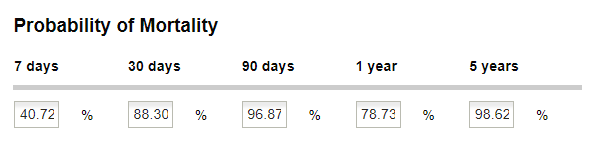 Probability of Mortality
7 days 30 days 90 days 1 year 5 years
40.72 % 88.30 % 96.87 % 78.73 % 98.62 %